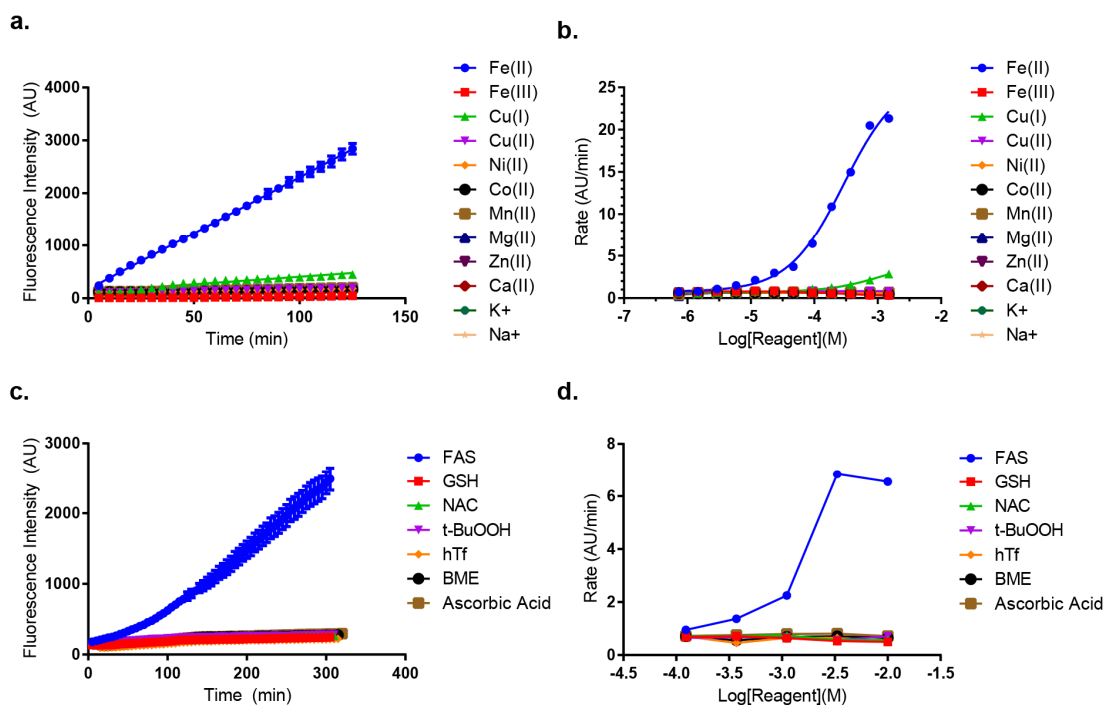 a.
Fluorescence Intensity (AU)
4000
3000
2000
1000
0
0
50
100
150
Time (min)
Fe(II)
Fe(III)
Cu(I)
Cu(II)
Ni(II)
Co(II)
Mn(II)
Mg(II)
Zn(II)
Ca(II)
K+
Na+
b.
Rate (AU/min)
25
20
15
10
5
0
-7
-6
-5
-4
-3
-2
Log[Reagent](M)
Fe(II)
Fe(III)
Cu(I)
Cu(II)
Ni(II)
Co(II)
Mn(II)
Mg(II)
Zn(II)
Ca(II)
K+
Na+
c.
Fluorescence Intensity (AU)
3000
2000
1000
0
0
100
200
300
400
Time (min)
FAS
GSH
NAC
t-BuOOH
hTf
BME
Ascorbic Acid
d.
Rate (AU/min)
8
6
4
2
0
-4.5
-4.0
-3.5
-3.0
-2.5
-2.0
-1.5
Log[Reagent](M)
FAS
GSH
NAC
t-BuOOH
hTf
BME
Ascorbic Acid